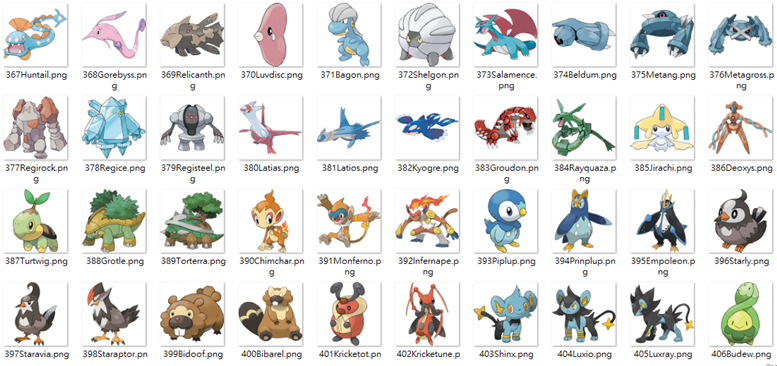 367Huntail.png
368Gorebyss.pn
g
369Relicanth.pn
g
370Luvdisc.png
371Bagon.png
372Shelgon.png
373Salamence.
png
374Beldum.png
375Metang.png
376Metagross.p
ng
377Regirock.pn
g
378Regice.png
379Registeel.pn
g
380Latias.png
381Latios.png
382Kyogre.png
383Groudon.pn
g
384Rayquaza.p
ng
385Jirachi.png
386Deoxys.png
387Turtwig.png
388Grotle.png
389Torterra.png
390Chimchar.pn
g
391Monferno.p
ng
392Infernape.p
ng
393Piplup.png
394Prinplup.pn
g
395Empoleon.p
ng
396Starly.png
397Staravia.png
398Staraptor.pn
399Bidoof.png
400Bibarel.png
401Kricketot.pn
402Kricketune.p
403Shinx.png
404Luxio.png
405Luxray.png
406Budew.png